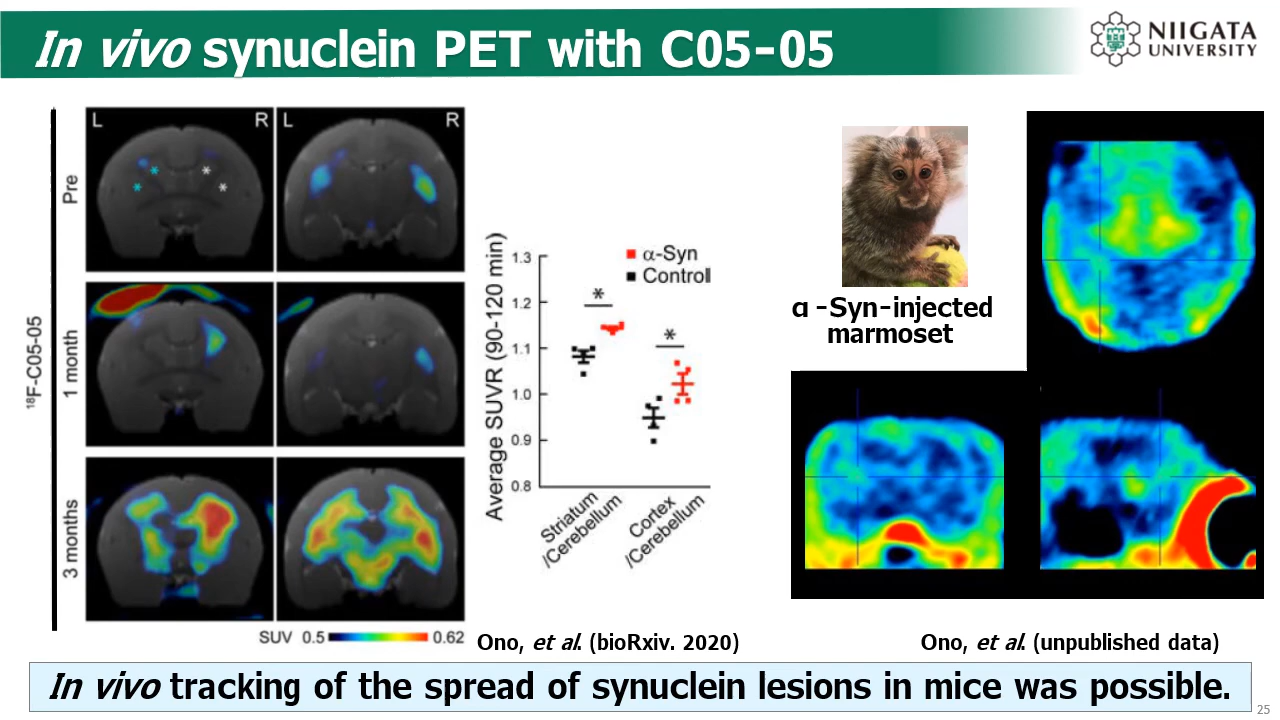 In vivo synuclein PET with C05-05
NIIGATA
UNIVERSITY
L R L R
¹⁸F-C05-05
Pre
* * * *
1 month
3 months
SUV 0.5 0.62
Average SUVR (90-120 min)
1.3
1.2
1.1
1.0
0.9
0.8
α-Syn
Control
*
*
Striatum
/Cerebellum
Cortex
/Cerebellum
Ono, et al. (bioRxiv. 2020)
α -Syn-injected
marmoset
Ono, et al. (unpublished data)
In vivo tracking of the spread of synuclein lesions in mice was possible.
25